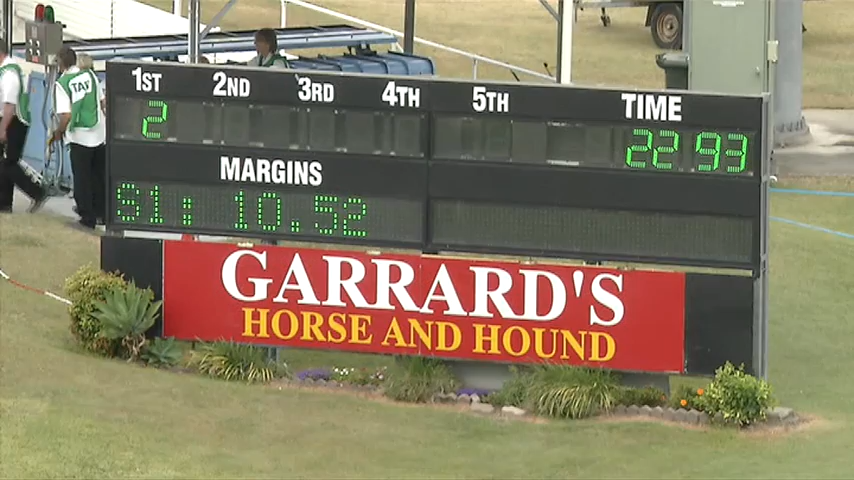 1ST 2ND 3RD 4TH 5TH TIME
2 22 93
MARGINS
S1: 10.52
GARRARD'S
HORSE AND HOUND
TAB